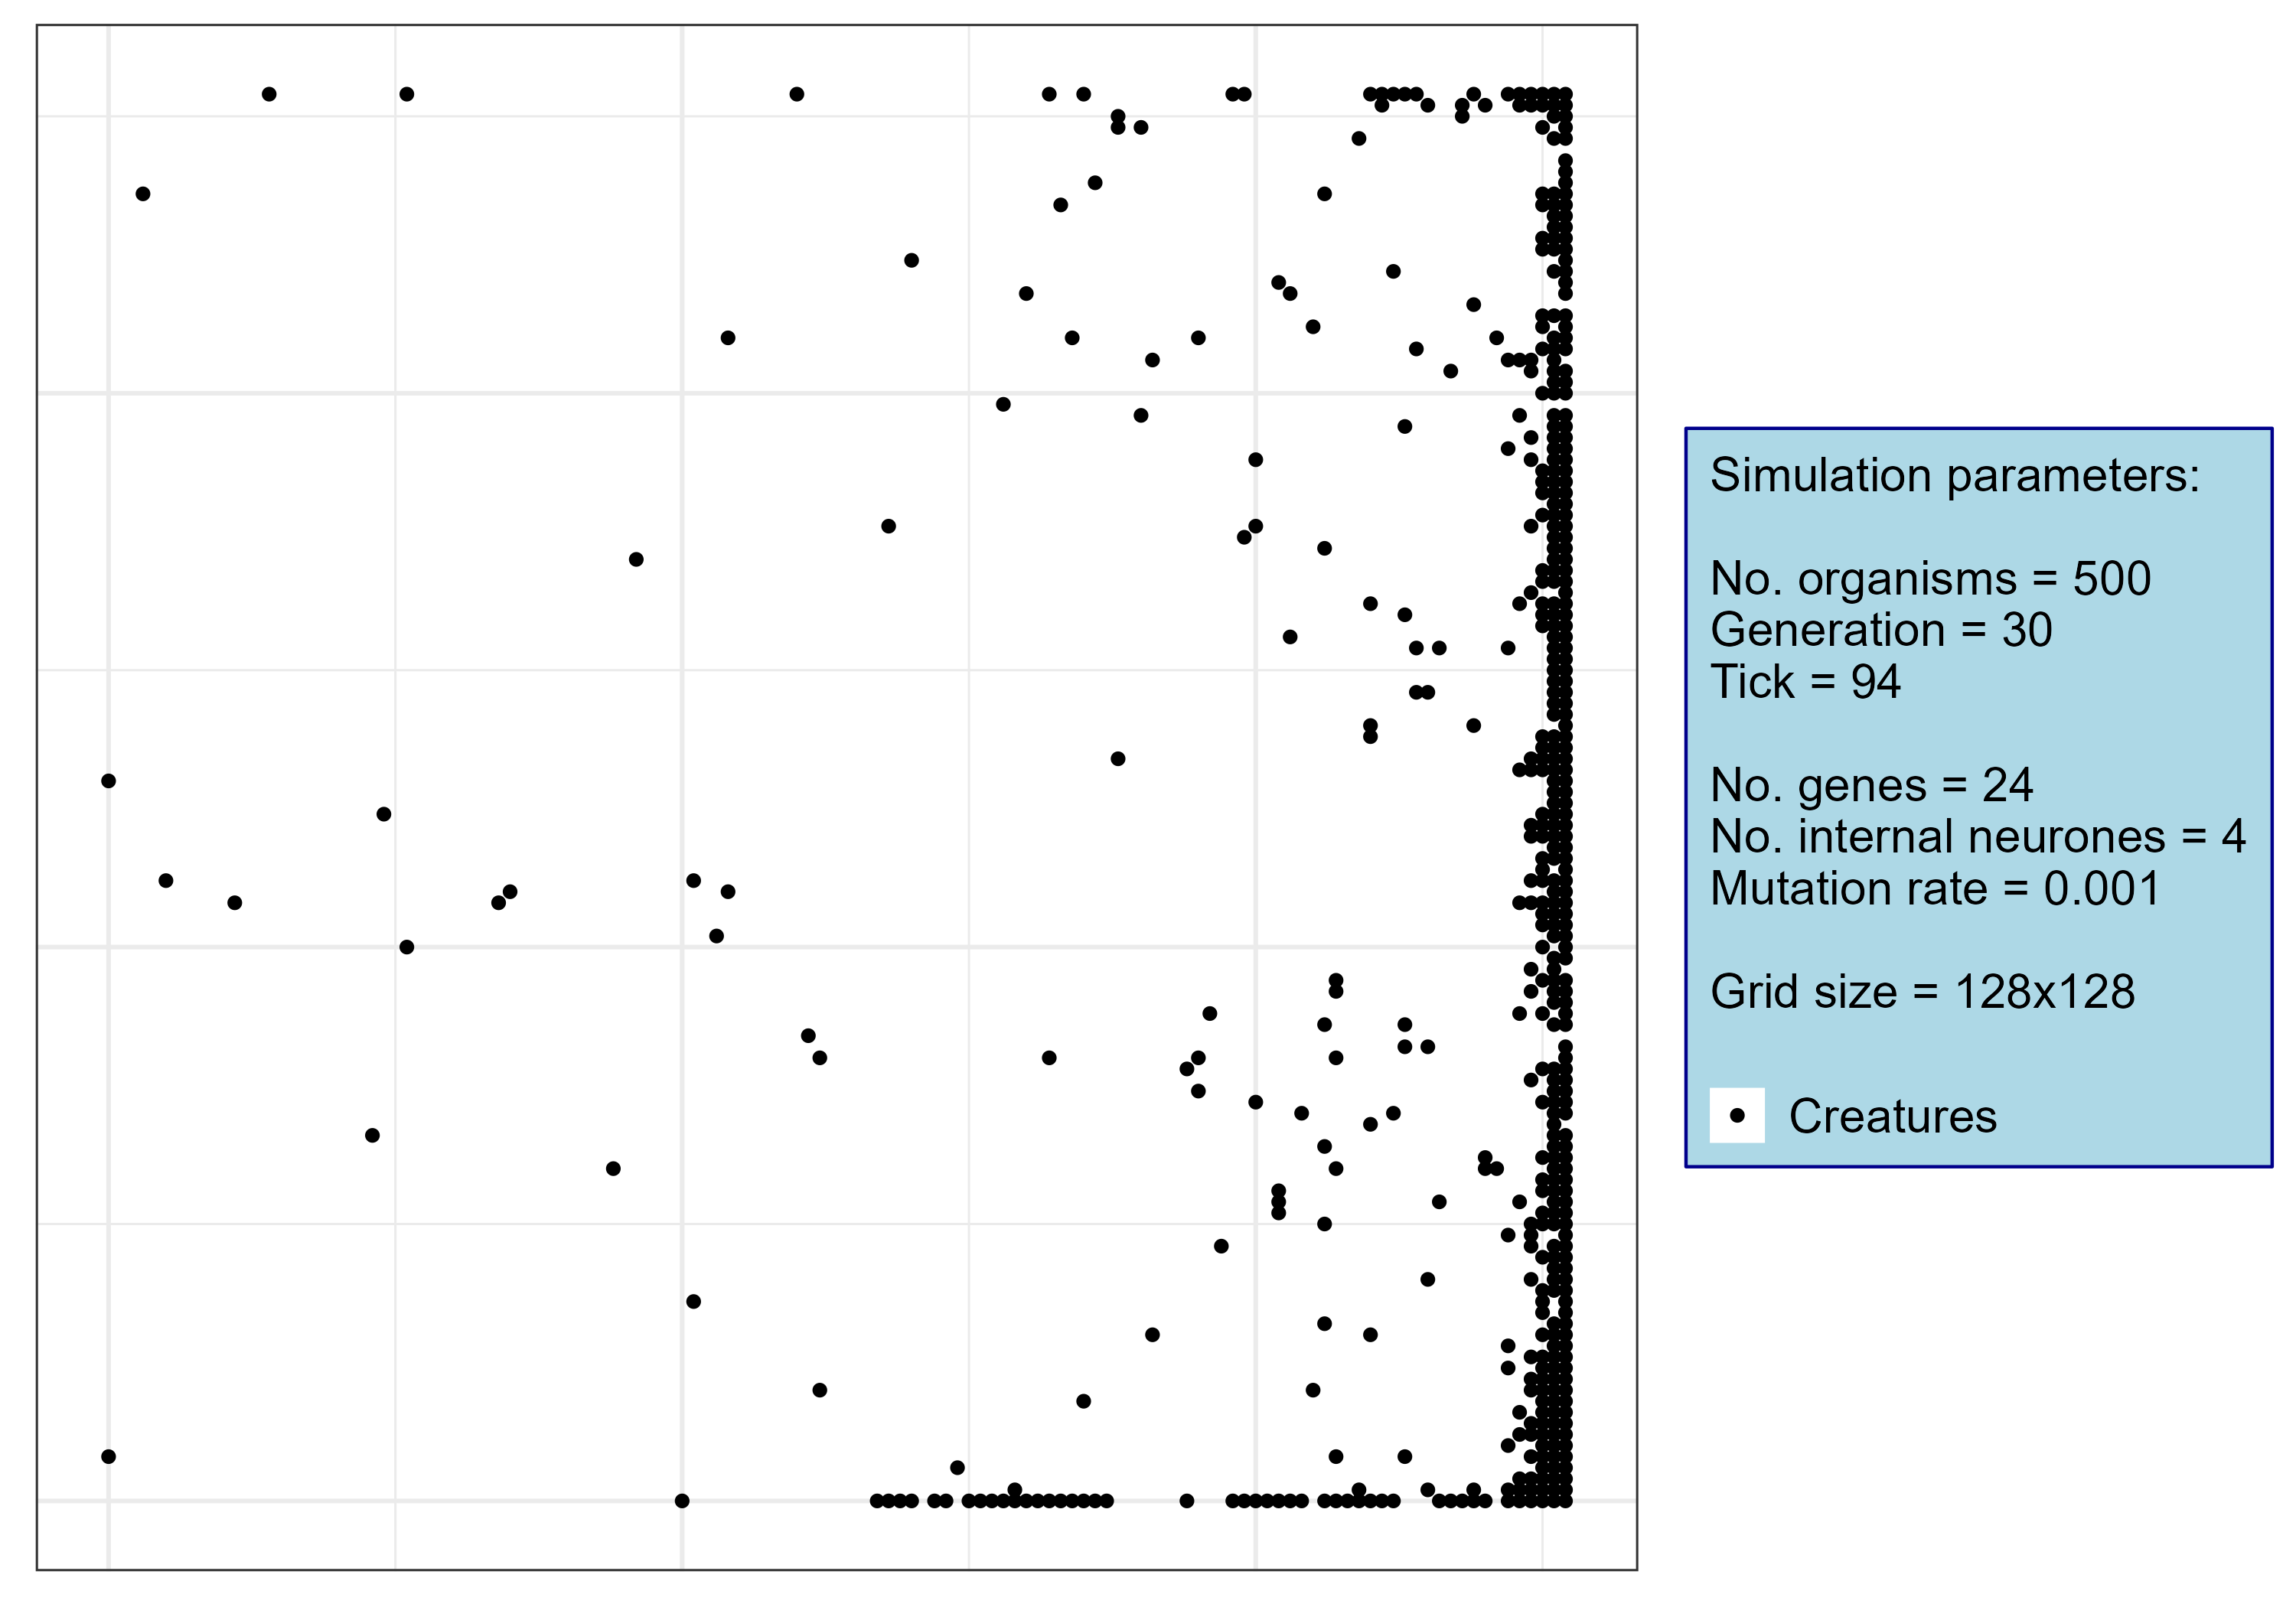 Simulation parameters:
No. organisms = 500
Generation = 30
Tick = 94
No. genes = 24
No. internal neurones = 4
Mutation rate = 0.001
Grid size = 128x128
Creatures